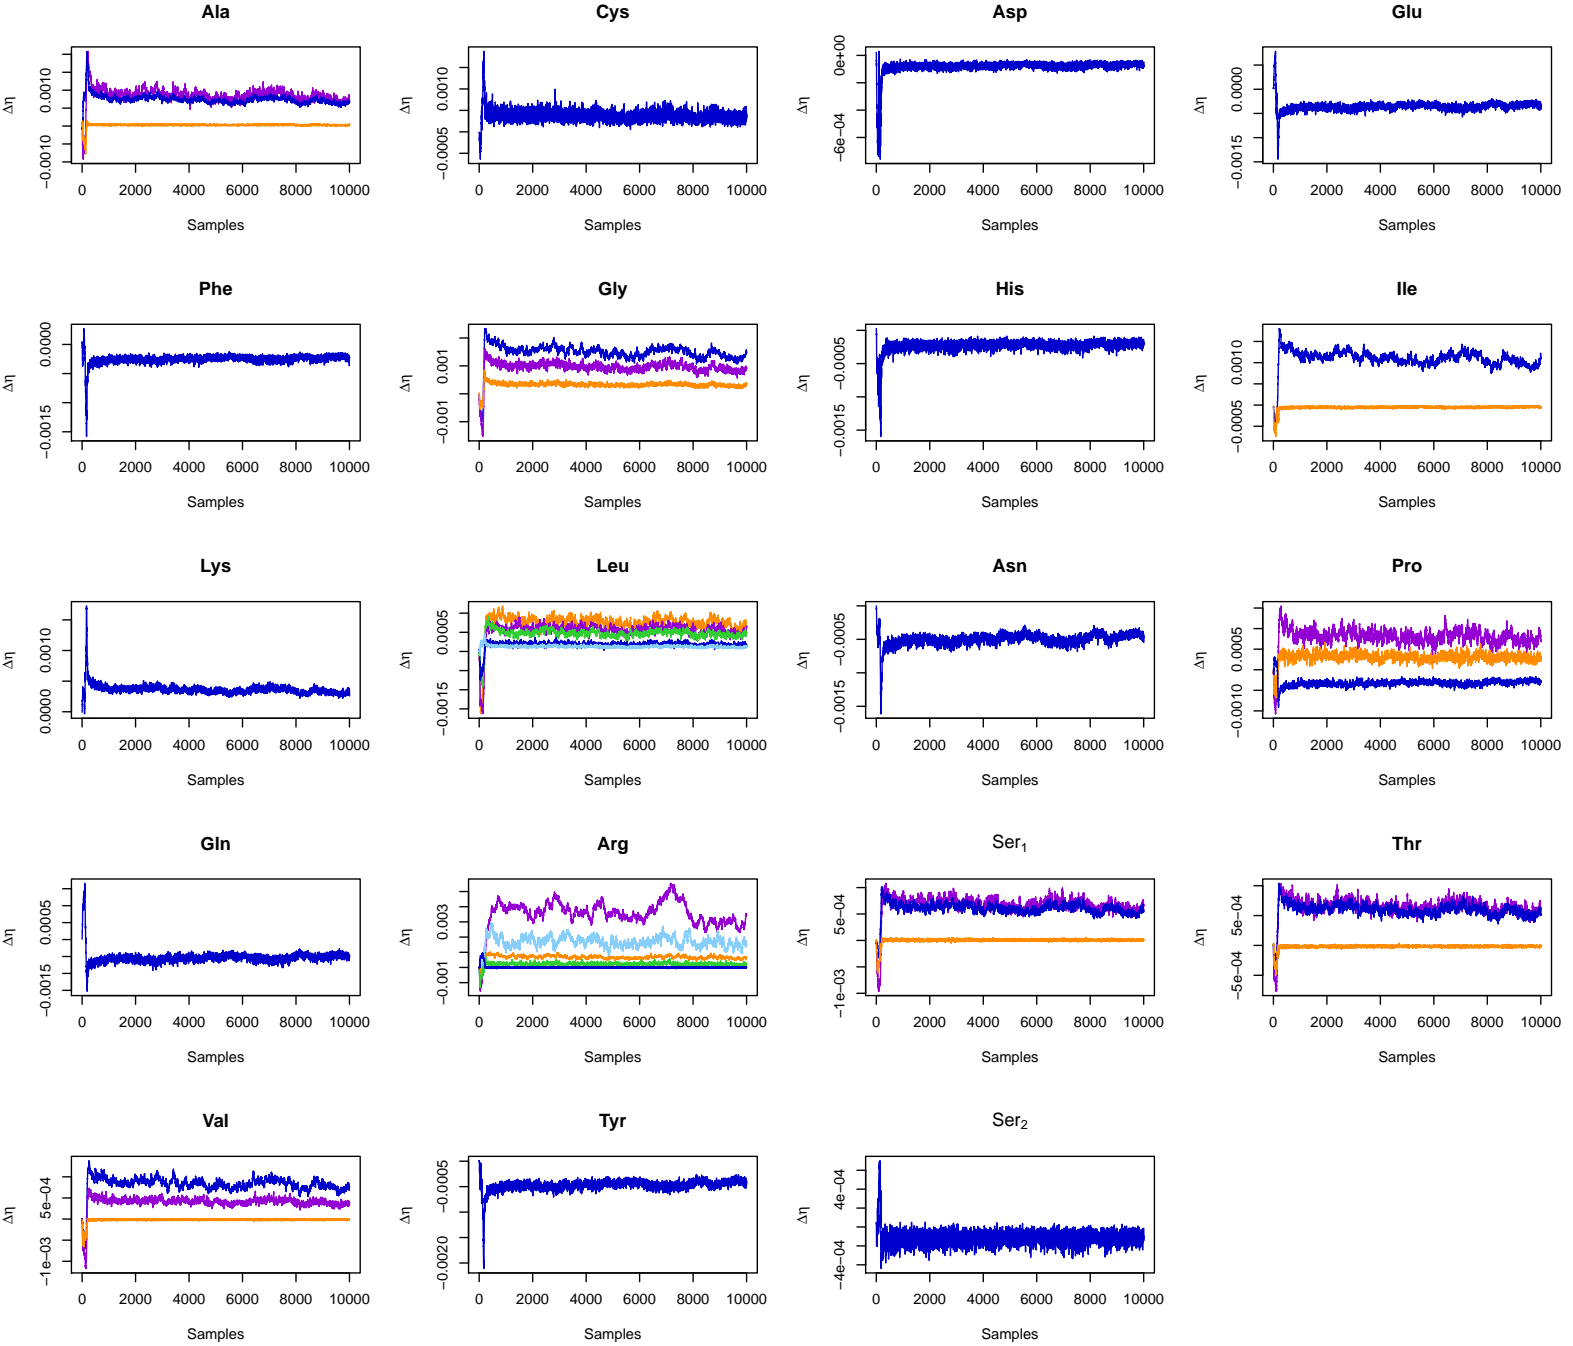 Ala
Cys
Asp
Glu
Δη
−0.0010 0.0010
0 2000 4000 6000 8000 10000
Samples
Δη
−0.0005 0.0010
0 2000 4000 6000 8000 10000
Samples
Δη
−6e−04 0e+00
0 2000 4000 6000 8000 10000
Samples
Δη
−0.0015 0.0000
0 2000 4000 6000 8000 10000
Samples
Phe
Gly
His
Ile
Δη
−0.0015 0.0000
0 2000 4000 6000 8000 10000
Samples
Δη
−0.001 0.001
0 2000 4000 6000 8000 10000
Samples
Δη
−0.0015 −0.0005
0 2000 4000 6000 8000 10000
Samples
Δη
−0.0005 0.0010
0 2000 4000 6000 8000 10000
Samples
Lys
Leu
Asn
Pro
Δη
0.0000 0.0010
0 2000 4000 6000 8000 10000
Samples
Δη
−0.0015 0.0005
0 2000 4000 6000 8000 10000
Samples
Δη
−0.0015 −0.0005
0 2000 4000 6000 8000 10000
Samples
Δη
−0.0010 0.0005
0 2000 4000 6000 8000 10000
Samples
Gln
Arg
Ser₁
Thr
Δη
−0.0015 0.0005
0 2000 4000 6000 8000 10000
Samples
Δη
−0.001 0.003
0 2000 4000 6000 8000 10000
Samples
Δη
−1e−03 5e−04
0 2000 4000 6000 8000 10000
Samples
Δη
−5e−04 5e−04
0 2000 4000 6000 8000 10000
Samples
Val
Tyr
Ser₂
Δη
−1e−03 5e−04
0 2000 4000 6000 8000 10000
Samples
Δη
−0.0020 −0.0005
0 2000 4000 6000 8000 10000
Samples
Δη
−4e−04 4e−04
0 2000 4000 6000 8000 10000
Samples